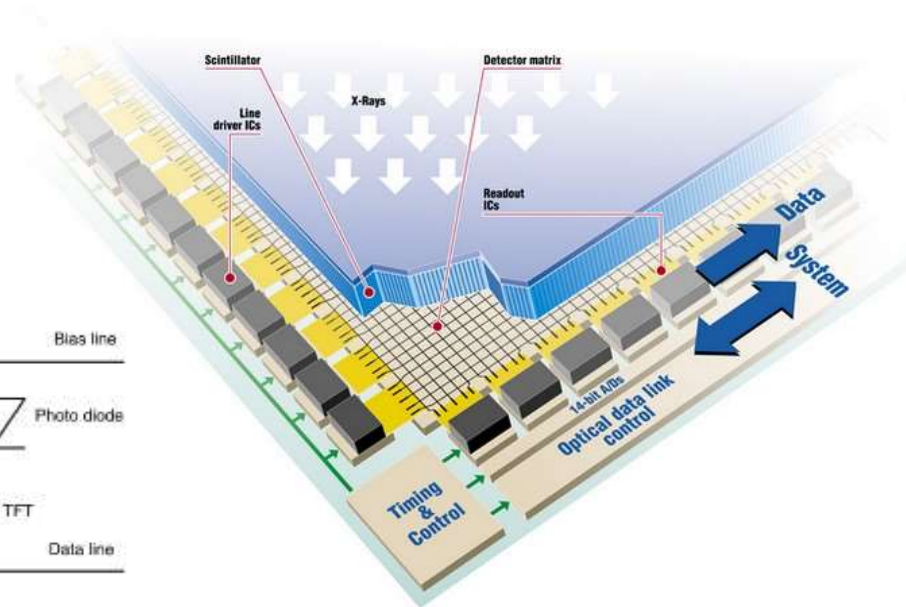 Scintillator
Detector matrix
X-Rays
Line
driver ICs
Readout
ICs
Data
System
Bias line
Photo diode
14-bit A/Ds
Optical data link
control
TFT
Timing
&
Control
Data line